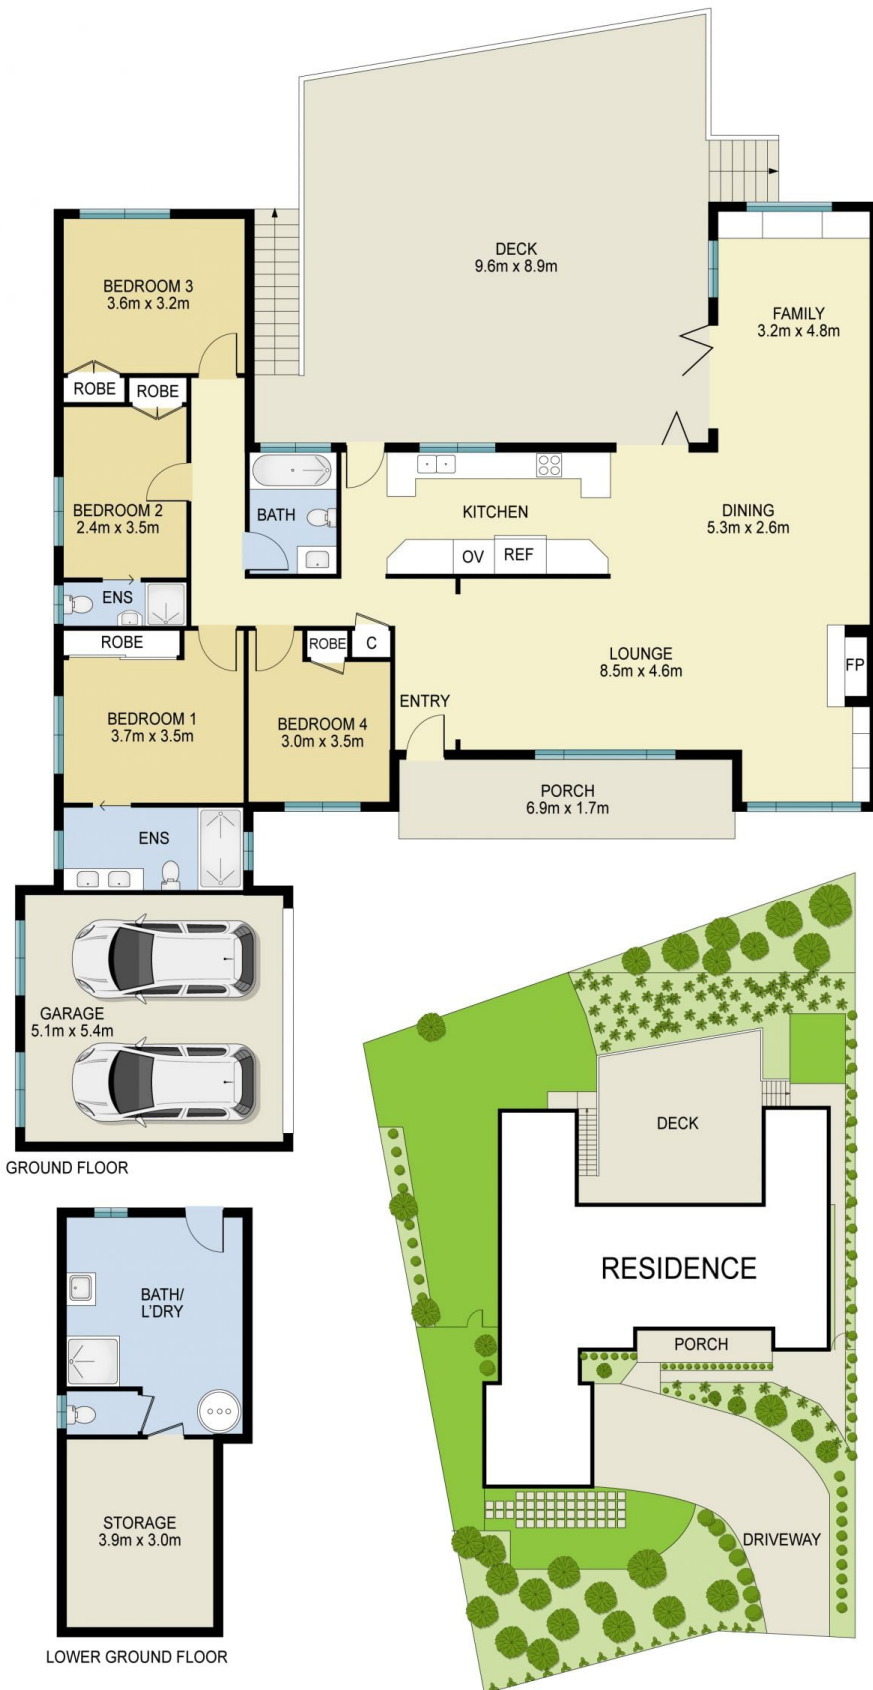 DECK
9.6m x 8.9m
BEDROOM 3
3.6m x 3.2m
FAMILY
3.2m x 4.8m
ROBE
ROBE
BEDROOM 2
2.4m x 3.5m
BATH
KITCHEN
DINING
5.3m x 2.6m
OV
REF
ENS
ROBE
ROBE
C
LOUNGE
8.5m x 4.6m
FP
BEDROOM 1
3.7m x 3.5m
BEDROOM 4
3.0m x 3.5m
ENTRY
PORCH
6.9m x 1.7m
ENS
GARAGE
5.1m x 5.4m
GROUND FLOOR
DECK
RESIDENCE
PORCH
DRIVEWAY
BATH/
L'DRY
STORAGE
3.9m x 3.0m
LOWER GROUND FLOOR